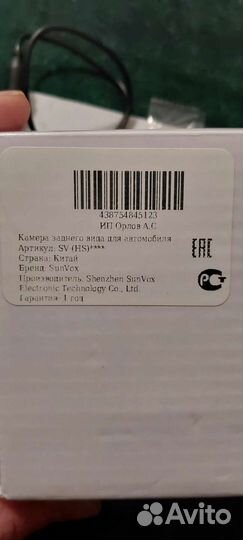 438754845123
ИП Орлов А.С
Камера заднего вида для автомобиля
Артикул: SV (HS)****
Страна: Китай
Бренд: SunVox
Производитель: Shenzhen SunVox
Electronic Technology Co., Ltd.
Гарантия: 1 год
EAC
РСТ
Avito